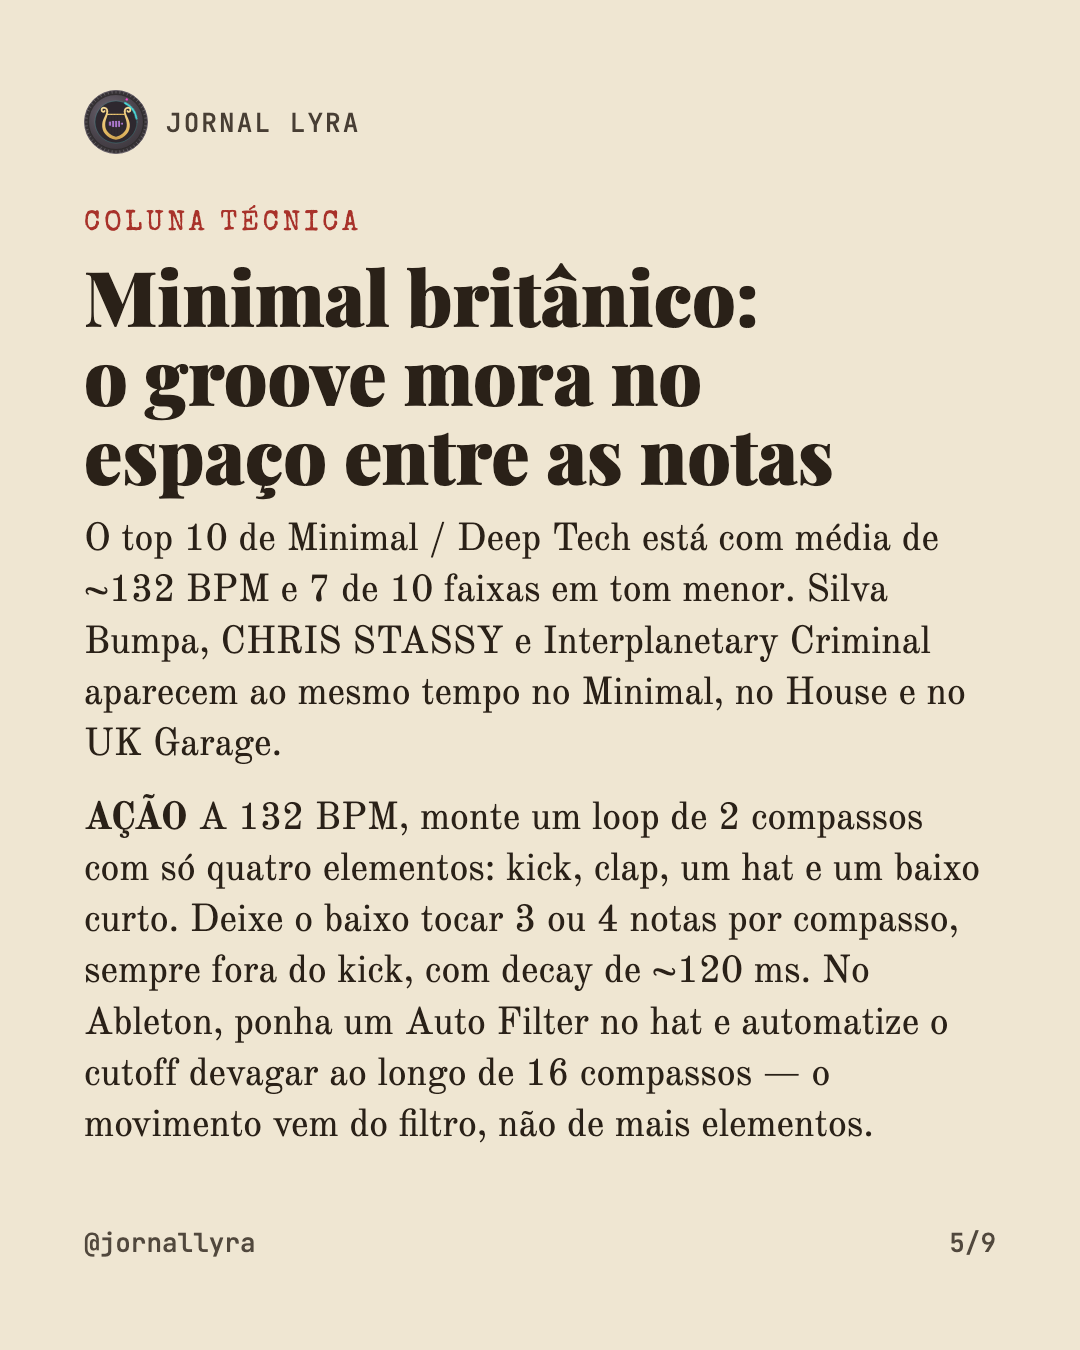 JORNAL LYRA
COLUNA TÉCNICA
Minimal britânico:
o groove mora no
espaço entre as notas
O top 10 de Minimal / Deep Tech está com média de
~132 BPM e 7 de 10 faixas em tom menor. Silva
Bumpa, CHRIS STASSY e Interplanetary Criminal
aparecem ao mesmo tempo no Minimal, no House e no
UK Garage.
AÇÃO A 132 BPM, monte um loop de 2 compassos
com só quatro elementos: kick, clap, um hat e um baixo
curto. Deixe o baixo tocar 3 ou 4 notas por compasso,
sempre fora do kick, com decay de ~120 ms. No
Ableton, ponha um Auto Filter no hat e automatize o
cutoff devagar ao longo de 16 compassos — o
movimento vem do filtro, não de mais elementos.
@jornallyra
5/9